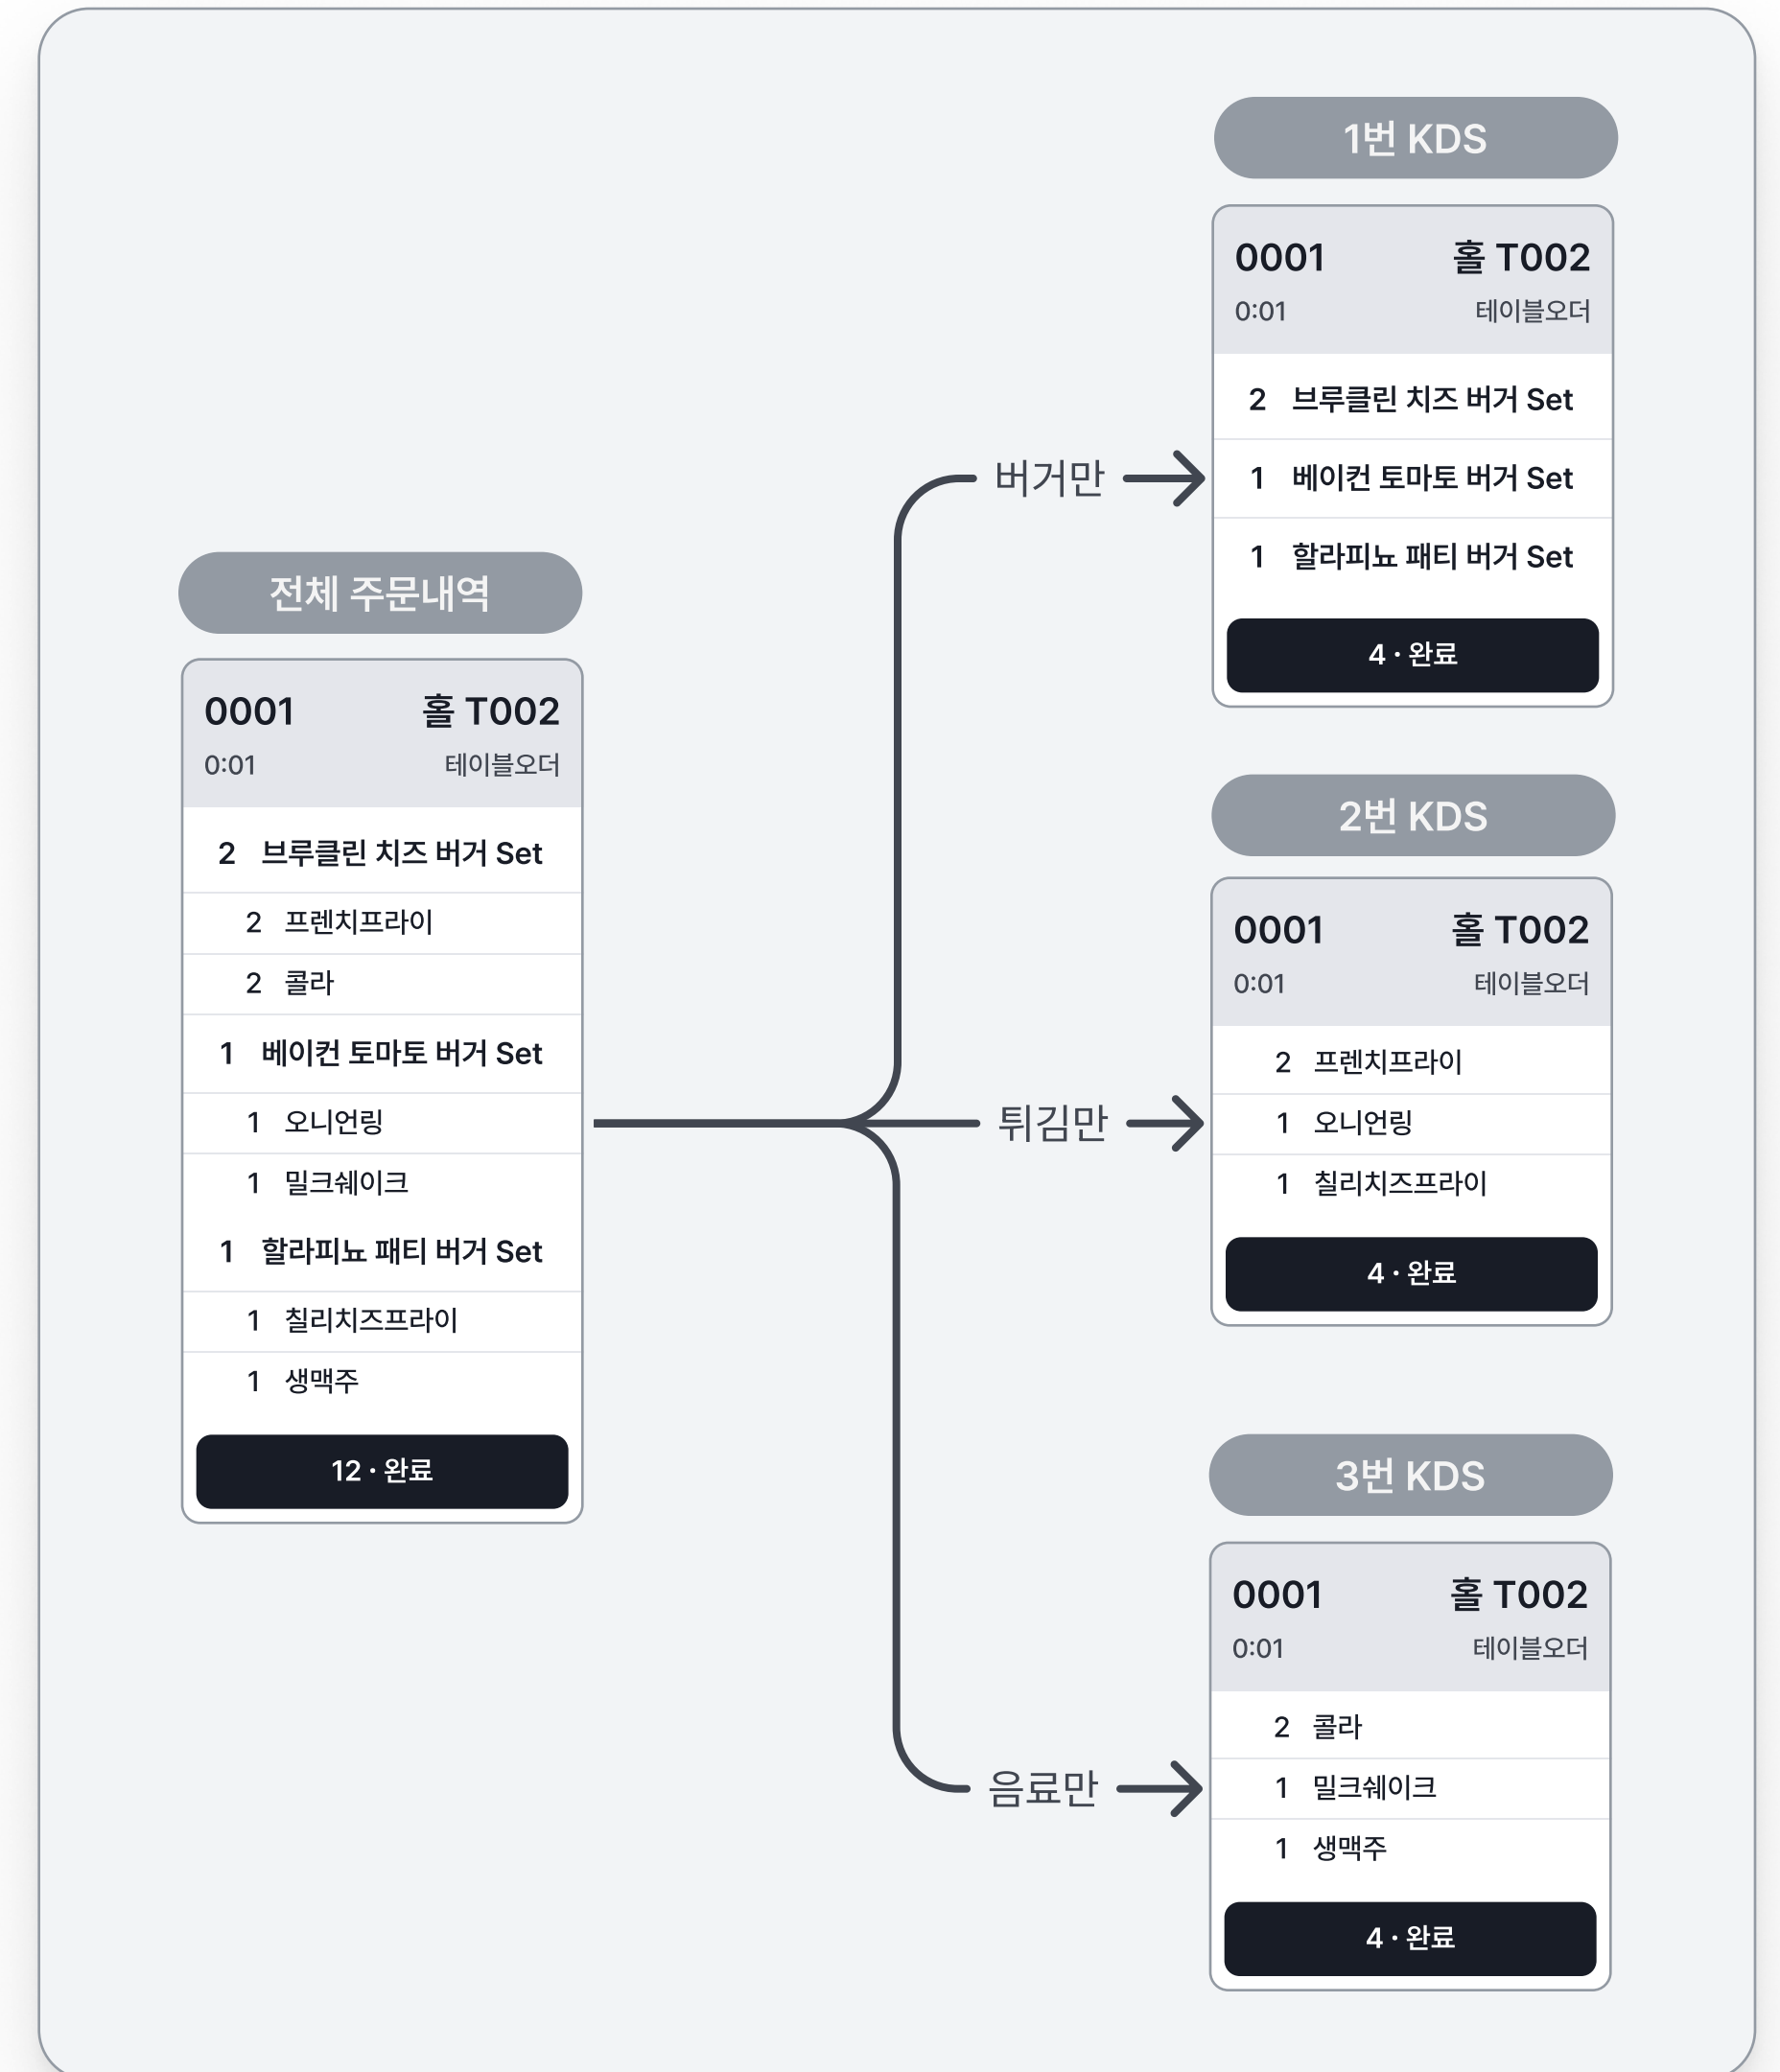 전체 주문내역
0001 홀 T002
0:01 테이블오더
2 브루클린 치즈 버거 Set
2 프렌치프라이
2 콜라
1 베이컨 토마토 버거 Set
1 오니언링
1 밀크쉐이크
1 할라피뇨 패티 버거 Set
1 칠리치즈프라이
1 생맥주
12 · 완료
버거만
1번 KDS
0001 홀 T002
0:01 테이블오더
2 브루클린 치즈 버거 Set
1 베이컨 토마토 버거 Set
1 할라피뇨 패티 버거 Set
4 · 완료
튀김만
2번 KDS
0001 홀 T002
0:01 테이블오더
2 프렌치프라이
1 오니언링
1 칠리치즈프라이
4 · 완료
음료만
3번 KDS
0001 홀 T002
0:01 테이블오더
2 콜라
1 밀크쉐이크
1 생맥주
4 · 완료